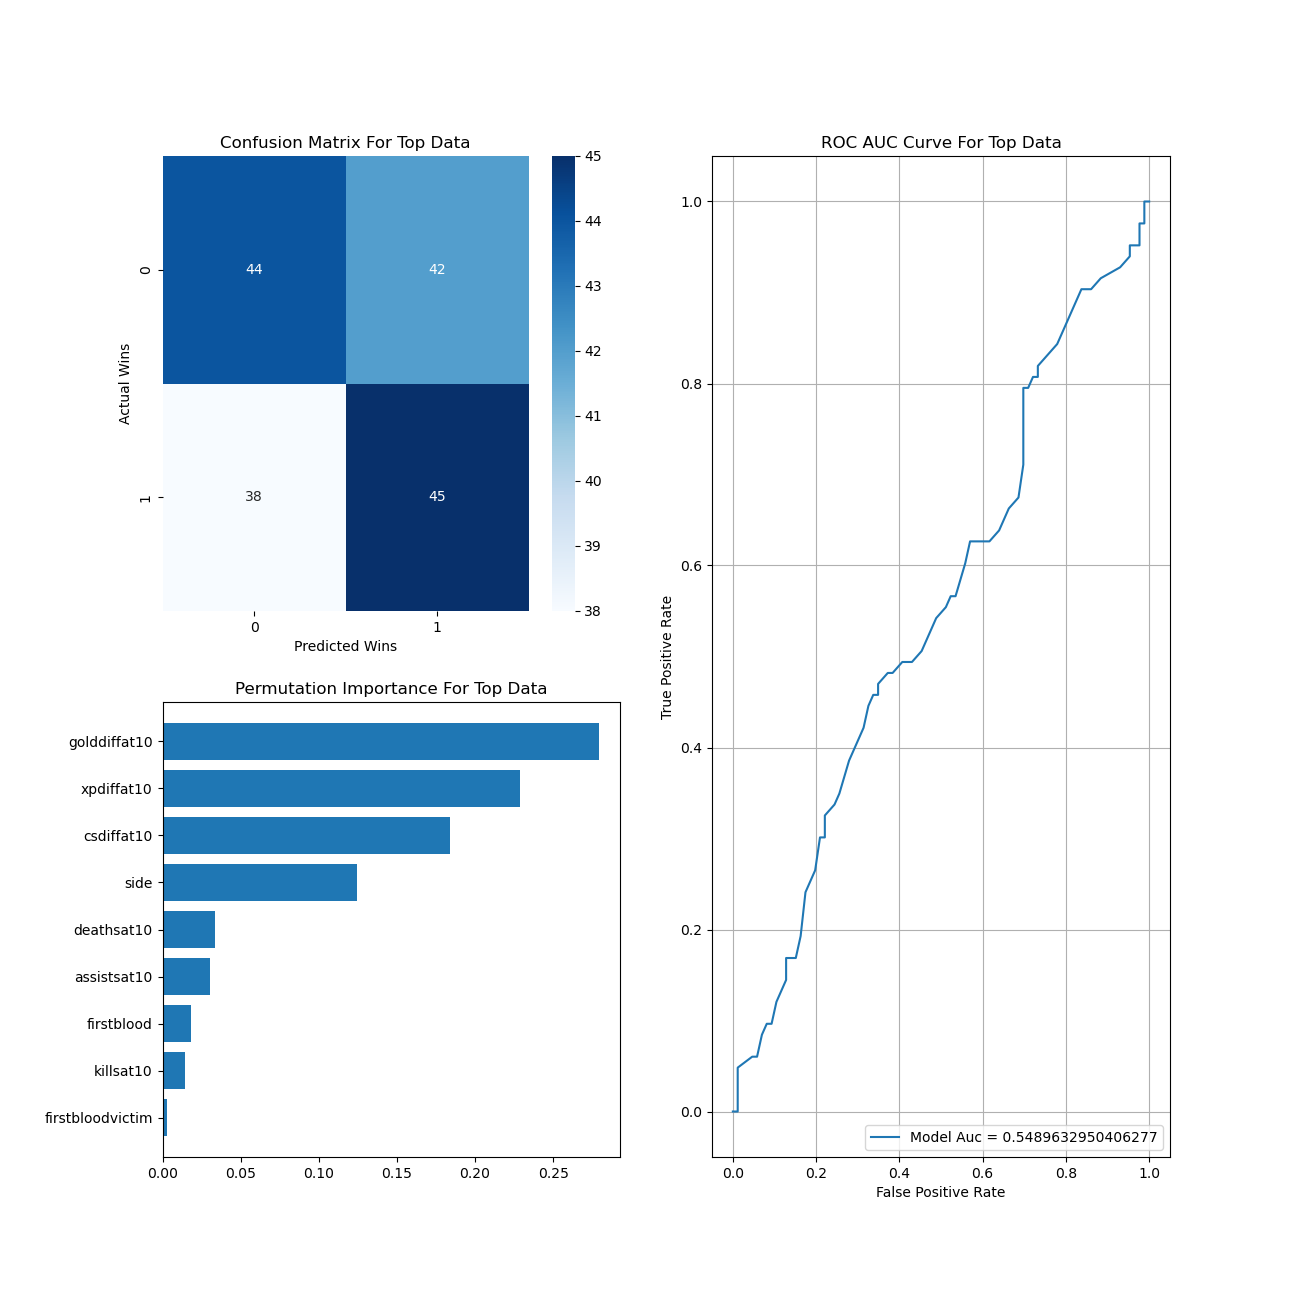 Confusion Matrix For Top Data
44 42
38 45
0
1
Actual Wins
0 1
Predicted Wins
45
44
43
42
41
40
39
38
Permutation Importance For Top Data
golddiffat10
xpdiffat10
csdiffat10
side
deathsat10
assistsat10
firstblood
killsat10
firstbloodvictim
0.00 0.05 0.10 0.15 0.20 0.25
ROC AUC Curve For Top Data
1.0
0.8
0.6
0.4
0.2
0.0
True Positive Rate
Model Auc = 0.5489632950406277
0.0 0.2 0.4 0.6 0.8 1.0
False Positive Rate